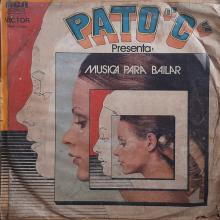 RCA
VICTOR
PATO C
Presenta:
MUSICA PARA BAILAR